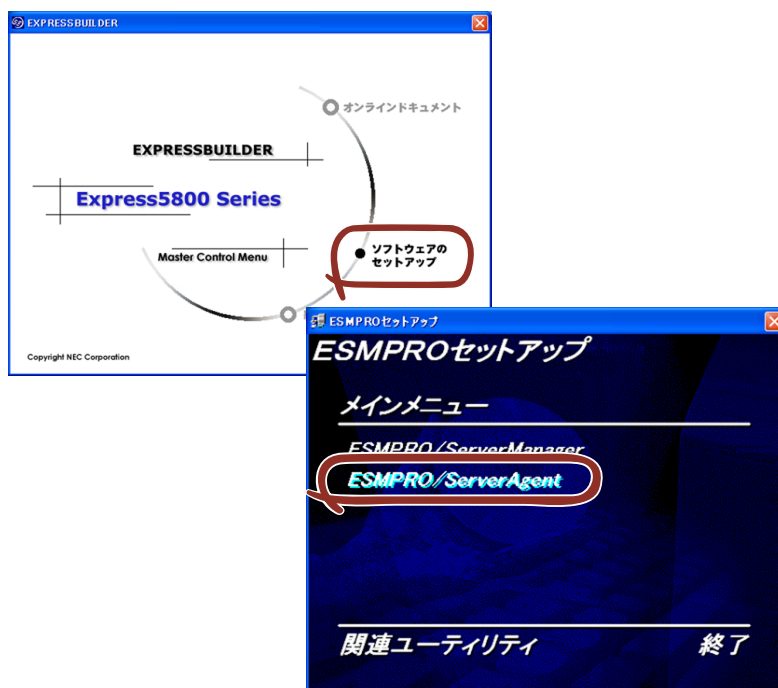 EXPRESSBUILDER
オンラインドキュメント
EXPRESSBUILDER
Express5800 Series
ソフトウェアの
セットアップ
Master Control Menu
Copyright NEC Corporation
ESMPROセットアップ
ESMPROセットアップ
メインメニュー
ESMPRO/ServerManager
ESMPRO/ServerAgent
関連ユーティリティ
終了